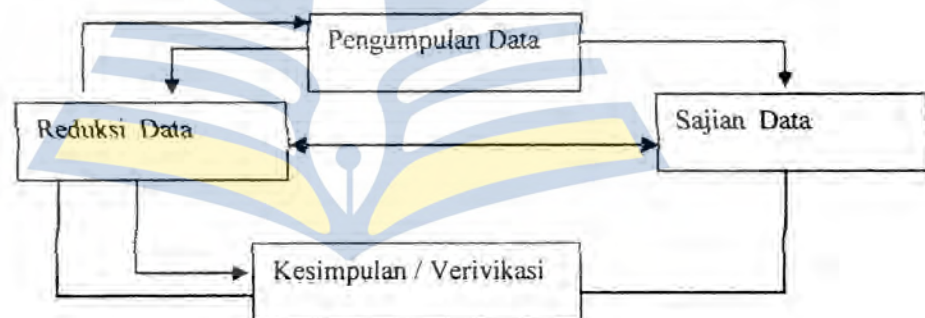 Pengumpulan Data
Reduksi Data
Sajian Data
Kesimpulan / Verivikasi